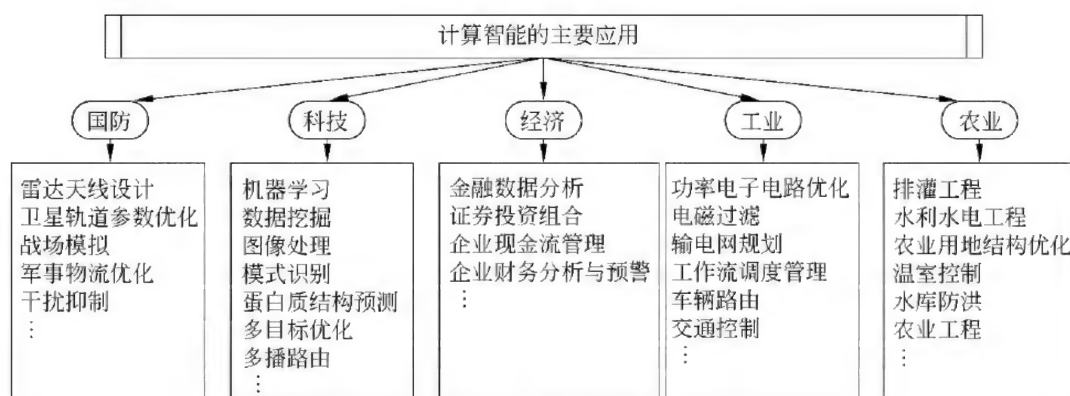 计算智能的主要应用
国防
科技
经济
工业
农业
雷达天线设计
卫星轨道参数优化
战场模拟
军事物流优化
干扰抑制
⋮
机器学习
数据挖掘
图像处理
模式识别
蛋白质结构预测
多目标优化
多播路由
⋮
金融数据分析
证券投资组合
企业现金流管理
企业财务分析与预警
⋮
功率电子电路优化
电磁过滤
输电网规划
工作流调度管理
车辆路由
交通控制
⋮
排灌工程
水利水电工程
农业用地结构优化
温室控制
水库防洪
农业工程
⋮